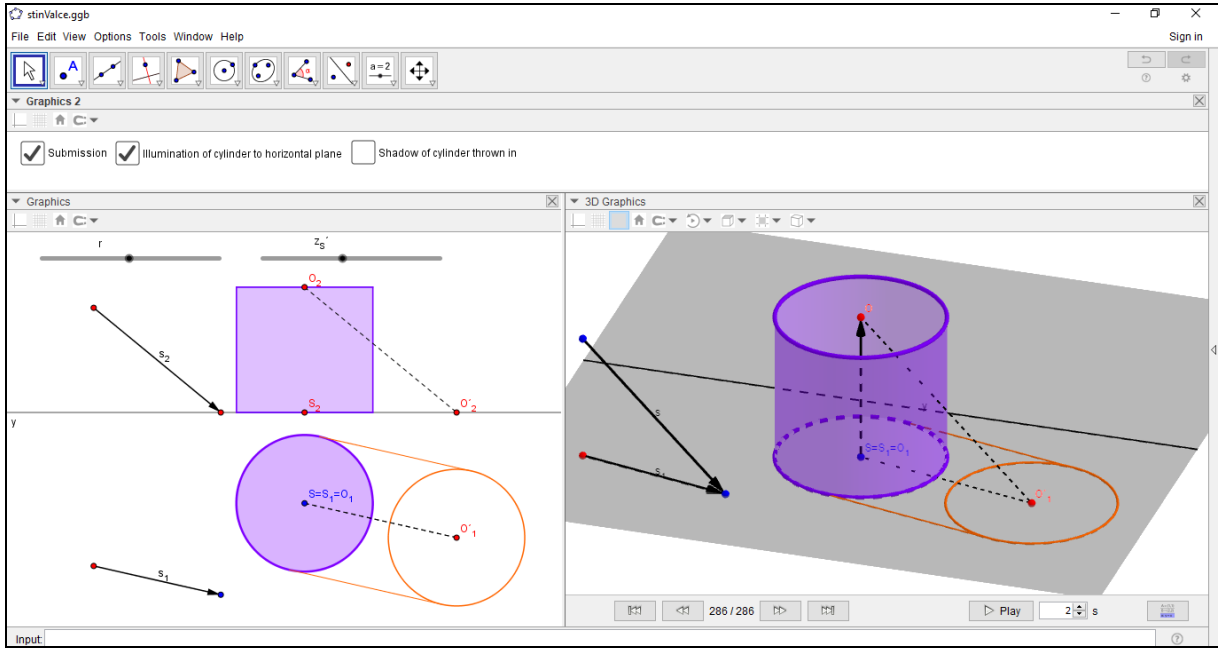 stinValce.ggb
File Edit View Options Tools Window Help
Sign in
a = 2
Graphics 2
Submission
Illumination of cylinder to horizontal plane
Shadow of cylinder thrown in
Graphics
r
zS´
O2
s2
S2
O´2
y
S=S1=O1
O´1
s1
3D Graphics
s
S=S1=O1
s1
O´1
286 / 286
Play
2
s
Input: